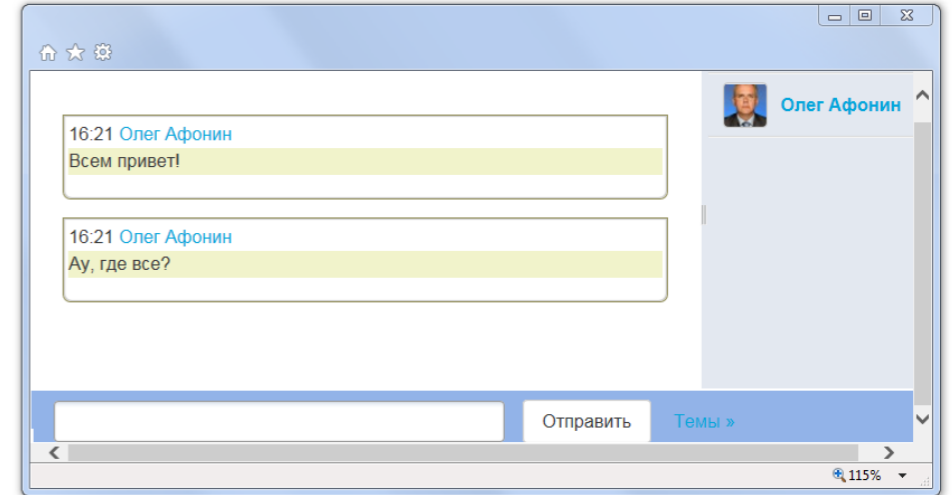 Олег Афонин
16:21 Олег Афонин
Всем привет!
16:21 Олег Афонин
Ау, где все?
Отправить
Темы »
115%